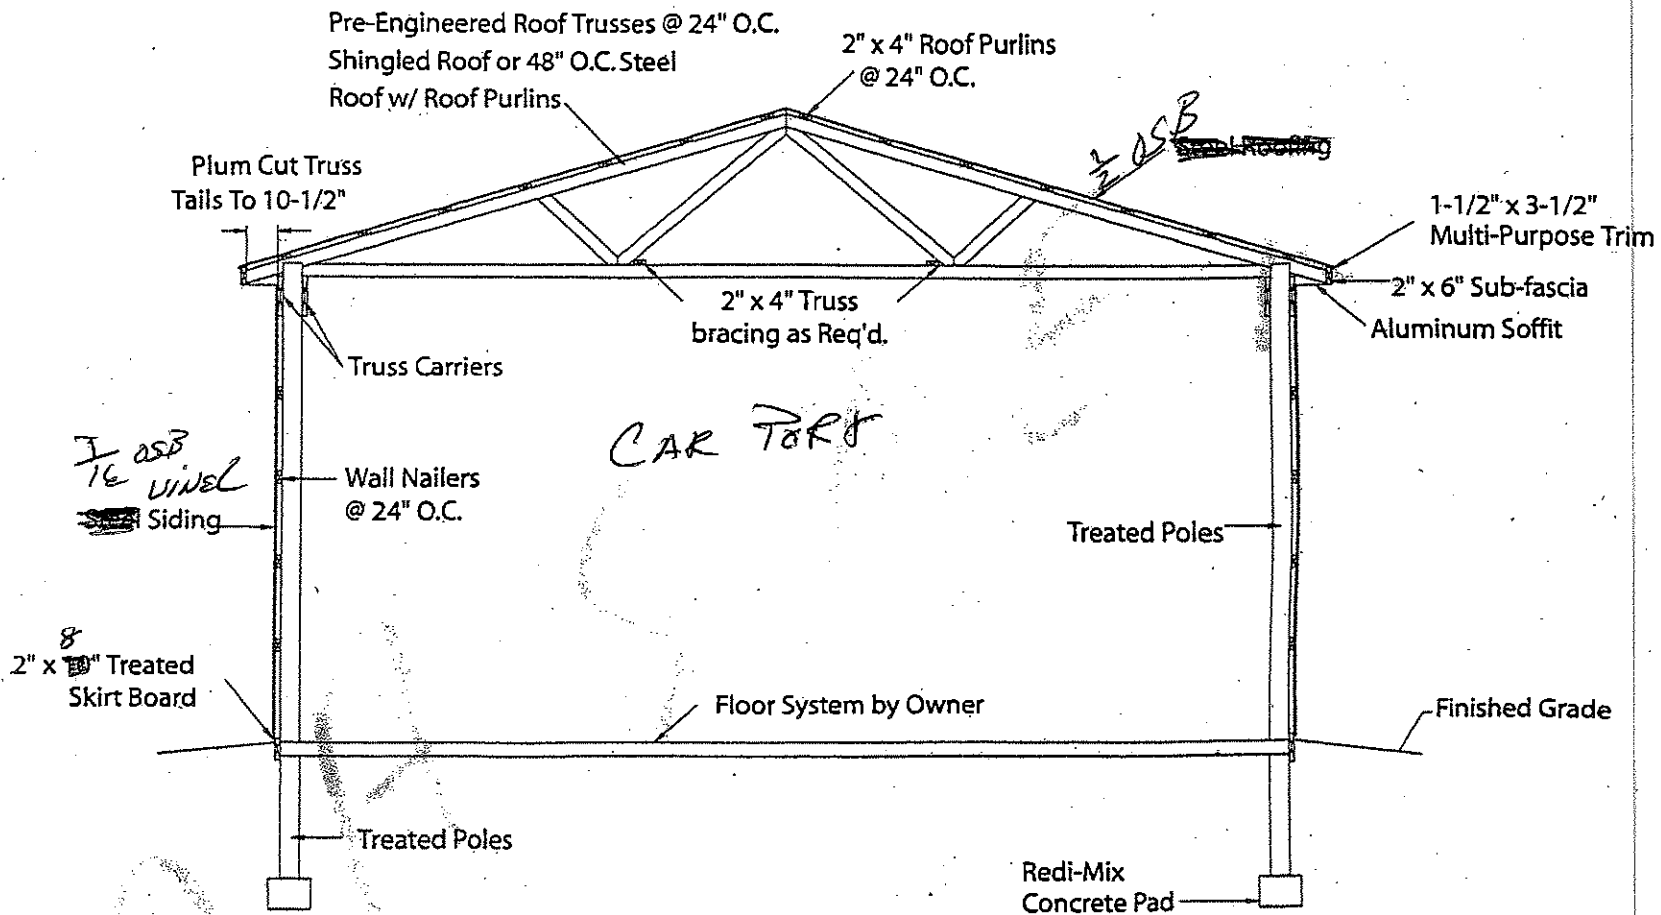 Pre-Engineered Roof Trusses @ 24" O.C.
Shingled Roof or 48" O.C. Steel
Roof w/ Roof Purlins
2" x 4" Roof Purlins
@ 24" O.C.
1/2 OSB
Steel Roofing
Plum Cut Truss
Tails To 10-1/2"
1-1/2" x 3-1/2"
Multi-Purpose Trim
2" x 6" Sub-fascia
Aluminum Soffit
2" x 4" Truss
bracing as Req'd.
Truss Carriers
CAR PORT
7/16 OSB
VINEL
Siding
Wall Nailers
@ 24" O.C.
Treated Poles
8
2" x 10" Treated
Skirt Board
Floor System by Owner
Finished Grade
Treated Poles
Redi-Mix
Concrete Pad